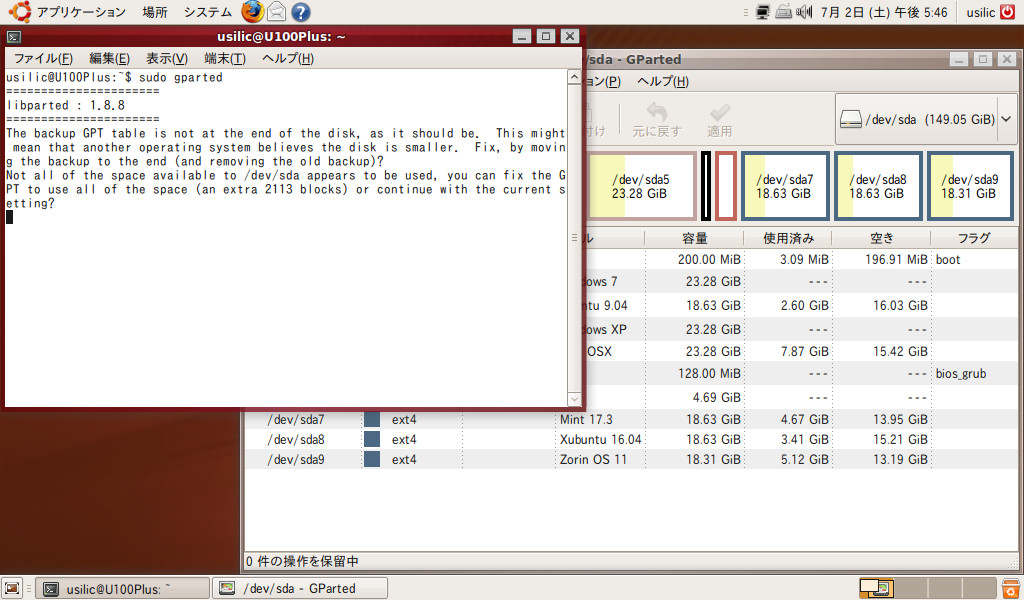 アプリケーション 場所 システム 7月 2日 (土) 午後 5:46 usilic
usilic@U100Plus: ~
ファイル(F) 編集(E) 表示(V) 端末(T) ヘルプ(H)
usilic@U100Plus:~$ sudo gparted
======================
libparted : 1.8.8
======================
The backup GPT table is not at the end of the disk, as it should be.  This might
 mean that another operating system believes the disk is smaller.  Fix, by movin
g the backup to the end (and removing the old backup)?
Not all of the space available to /dev/sda appears to be used, you can fix the G
PT to use all of the space (an extra 2113 blocks) or continue with the current s
etting?
/sda - GParted
ョン(P) ヘルプ(H)
付け 元に戻す 適用
/dev/sda (149.05 GiB)
/dev/sda5 /dev/sda7 /dev/sda8 /dev/sda9
23.28 GiB 18.63 GiB 18.63 GiB 18.31 GiB
ル 容量 使用済み 空き フラグ
200.00 MiB 3.09 MiB 196.91 MiB boot
dows 7 23.28 GiB --- ---
ntu 9.04 18.63 GiB 2.60 GiB 16.03 GiB
dows XP 23.28 GiB --- ---
OSX 23.28 GiB 7.87 GiB 15.42 GiB
128.00 MiB --- --- bios_grub
4.69 GiB --- ---
/dev/sda7 ext4 Mint 17.3 18.63 GiB 4.67 GiB 13.95 GiB
/dev/sda8 ext4 Xubuntu 16.04 18.63 GiB 3.41 GiB 15.21 GiB
/dev/sda9 ext4 Zorin OS 11 18.31 GiB 5.12 GiB 13.19 GiB
0 件の操作を保留中
usilic@U100Plus: ~ /dev/sda - GParted